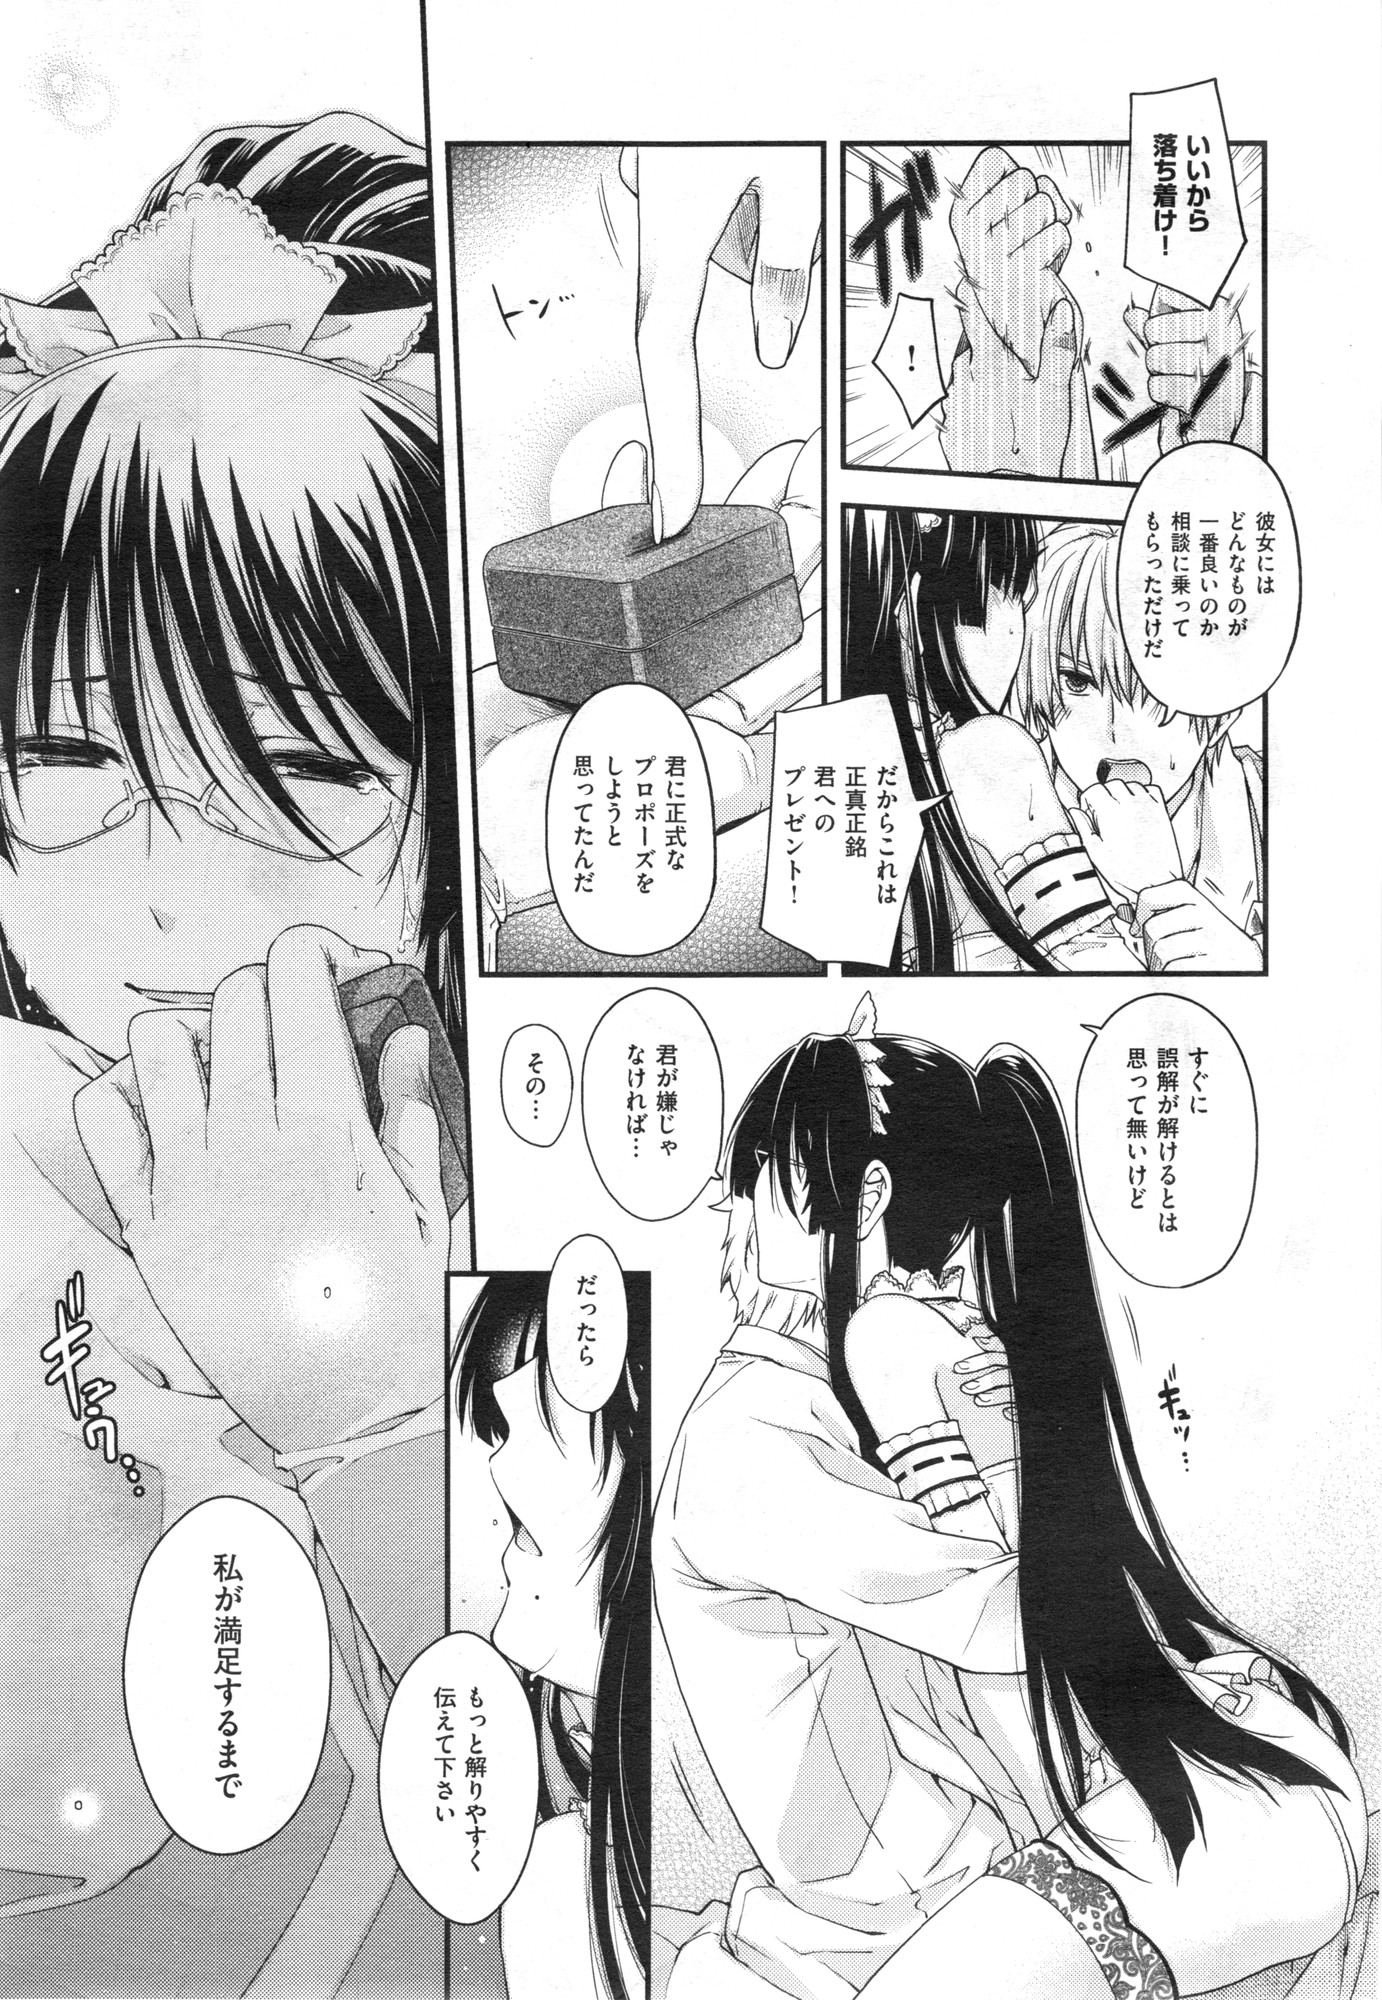 いいから
落ち着け！
ガッ
！
彼女には
どんなものが
一番良いのか
相談に乗って
もらっただけだ
だからこれは
正真正銘
君への
プレゼント！
トンッ
君に正式な
プロポーズを
しようと
思ってたんだ
すぐに
誤解が解けるとは
思って無いけど
ギュッ…
君が嫌じゃ
なければ…
その…
だったら
もっと解りやすく
伝えて下さい
ギュウ…
私が満足するまで